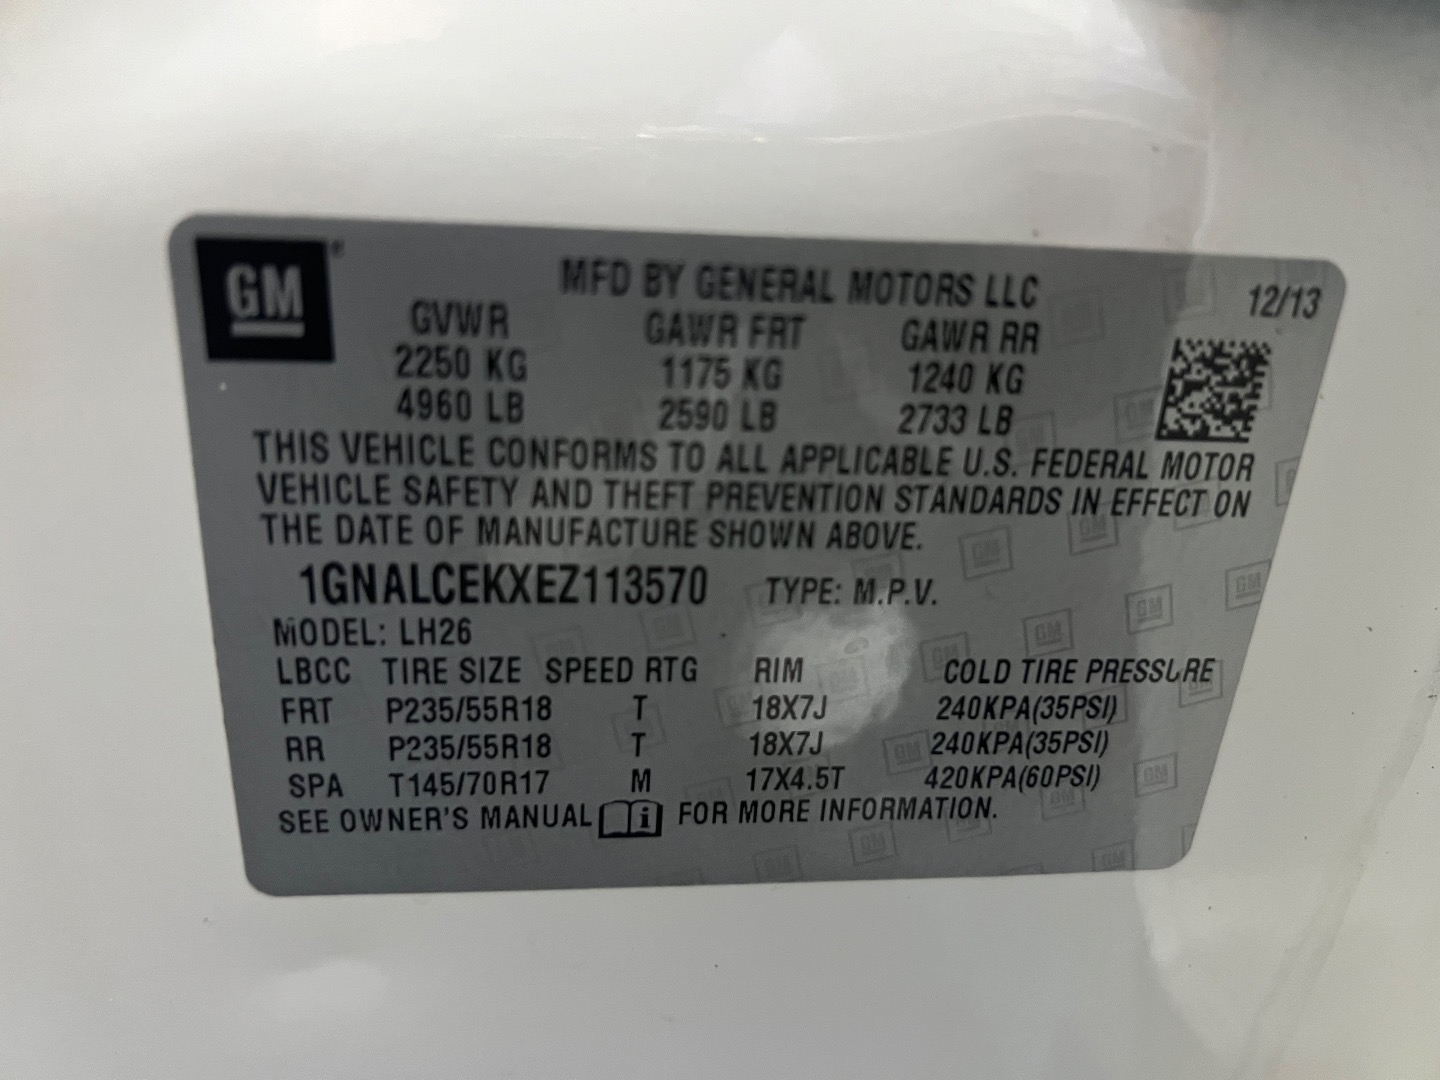 GM
MFD BY GENERAL MOTORS LLC
12/13
GVWR GAWR FRT GAWR RR
2250 KG 1175 KG 1240 KG
4960 LB 2590 LB 2733 LB
THIS VEHICLE CONFORMS TO ALL APPLICABLE U.S. FEDERAL MOTOR
VEHICLE SAFETY AND THEFT PREVENTION STANDARDS IN EFFECT ON
THE DATE OF MANUFACTURE SHOWN ABOVE.
1GNALCEKXEZ113570 TYPE: M.P.V.
MODEL: LH26
LBCC TIRE SIZE SPEED RTG RIM COLD TIRE PRESSURE
FRT P235/55R18 T 18X7J 240KPA(35PSI)
RR P235/55R18 T 18X7J 240KPA(35PSI)
SPA T145/70R17 M 17X4.5T 420KPA(60PSI)
SEE OWNER'S MANUAL i FOR MORE INFORMATION.